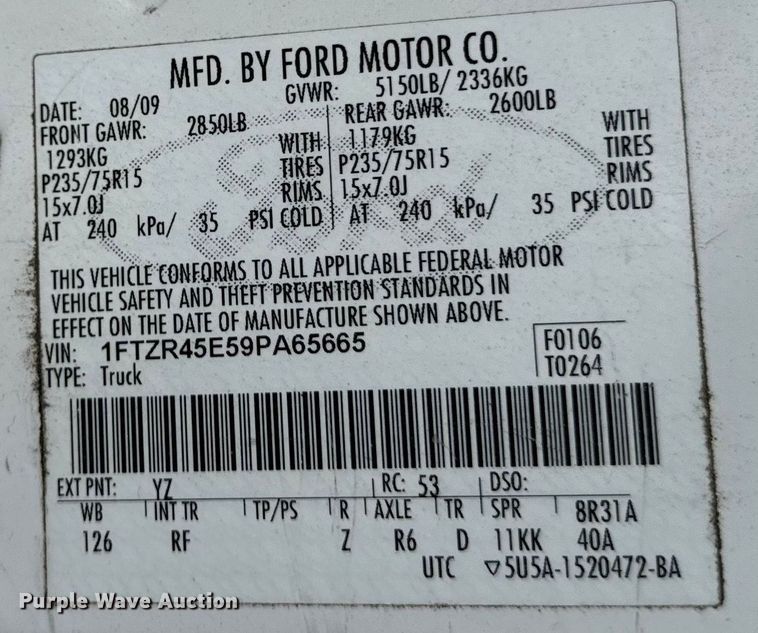 MFD. BY FORD MOTOR CO.
DATE: 08/09 GVWR: 5150LB/ 2336KG
FRONT GAWR: 2850LB REAR GAWR: 2600LB
1293KG WITH 1179KG WITH
P235/75R15 TIRES P235/75R15 TIRES
15x7.0J RIMS 15x7.0J RIMS
AT 240 kPa/ 35 PSI COLD AT 240 kPa/ 35 PSI COLD
THIS VEHICLE CONFORMS TO ALL APPLICABLE FEDERAL MOTOR
VEHICLE SAFETY AND THEFT PREVENTION STANDARDS IN
EFFECT ON THE DATE OF MANUFACTURE SHOWN ABOVE.
VIN: 1FTZR45E59PA65665 F0106
TYPE: Truck T0264
EXT PNT: YZ RC: 53 DSO:
WB INT TR TP/PS R AXLE TR SPR 8R31A
126 RF Z R6 D 11KK 40A
UTC ▽5U5A-1520472-BA
Purple Wave Auction